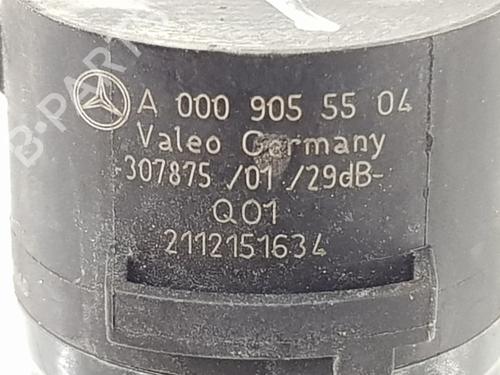 A 000 905 55 04
Valeo Germany
-307875 /01 /29dB-
Q01
2112151634
B-PARTS